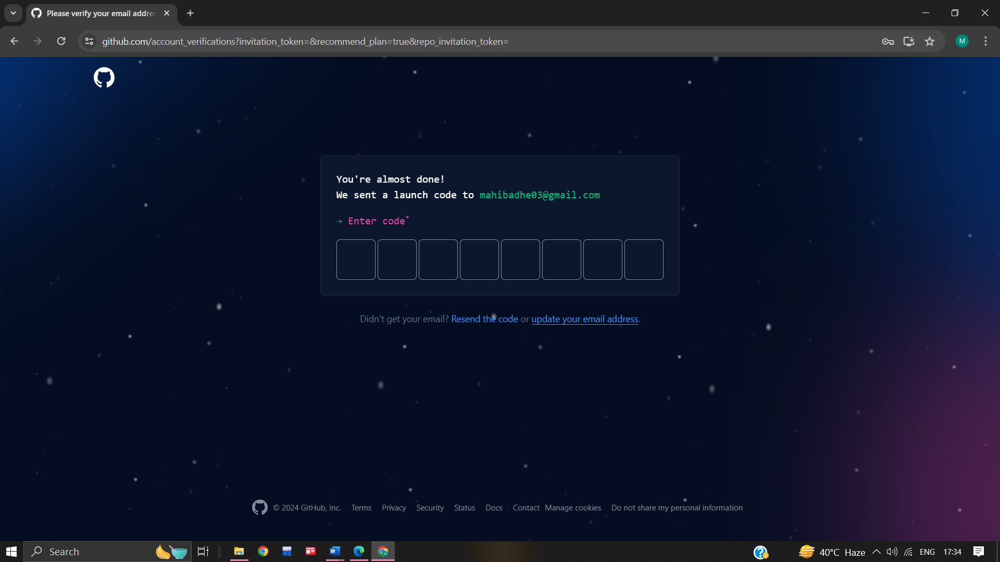 Please verify your email addres
github.com/account_verifications?invitation_token=&recommend_plan=true&repo_invitation_token=
M
You're almost done!
We sent a launch code to mahibadhe03@gmail.com
→ Enter code*
Didn't get your email? Resend the code or update your email address.
© 2024 GitHub, Inc. Terms Privacy Security Status Docs Contact Manage cookies Do not share my personal information
Search
DEV
W
40°C Haze
ENG
17:34